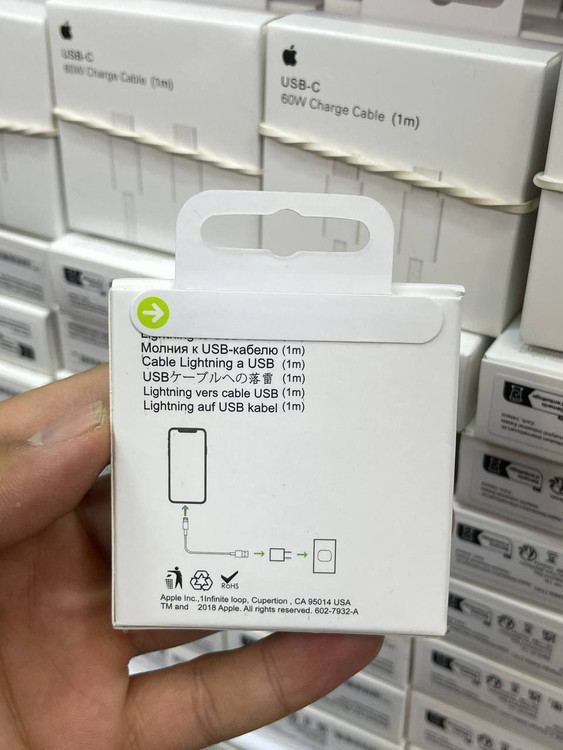 USB-C
60W Charge Cable (1m)
USB-C
60W Charge Cable (1m)
Молния к USB-кабелю (1m)
Cable Lightning a USB (1m)
USBケーブルへの落雷 (1m)
Lightning vers cable USB (1m)
Lightning auf USB kabel (1m)
RoHS
Apple Inc.,1Infinite loop, Cupertion , CA 95014 USA
TM and 2018 Apple. All rights reserved. 602-7932-A